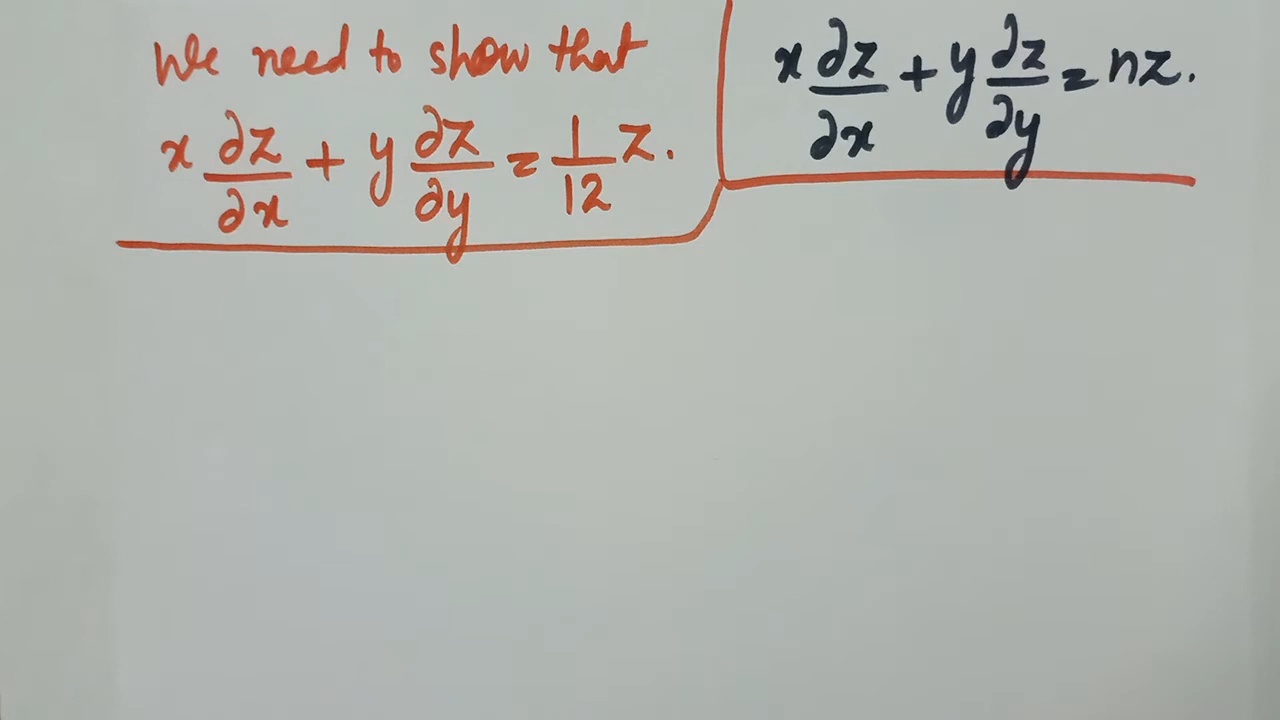 We need to show that
x ∂z/∂x + y ∂z/∂y = 1/12 z.
x ∂z/∂x + y ∂z/∂y = nz.